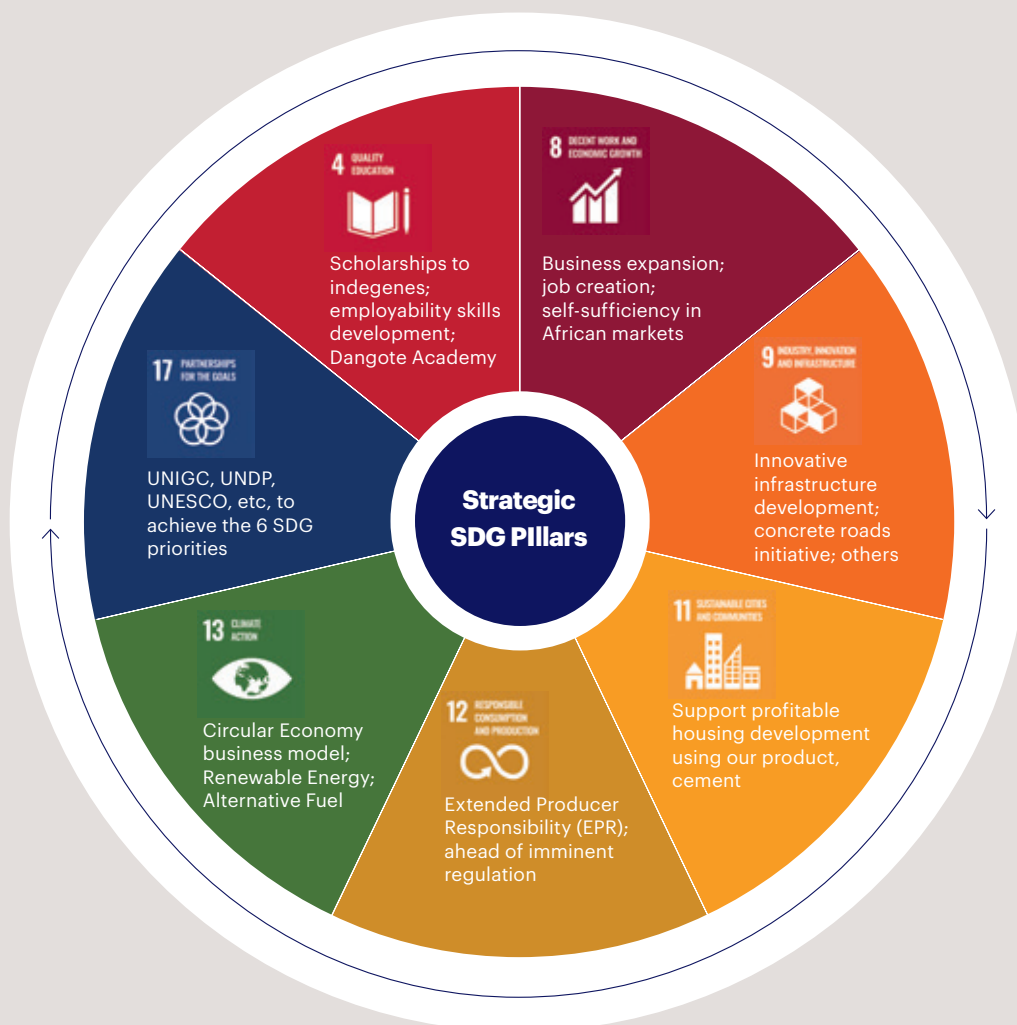 4 QUALITY
EDUCATION
Scholarships to
indegenes;
employability skills
development;
Dangote Academy
8 DECENT WORK AND
ECONOMIC GROWTH
Business expansion;
job creation;
self-sufficiency in
African markets
9 INDUSTRY, INNOVATION
AND INFRASTRUCTURE
Innovative
infrastructure
development;
concrete roads
initiative; others
11 SUSTAINABLE CITIES
AND COMMUNITIES
Support profitable
housing development
using our product,
cement
12 RESPONSIBLE
CONSUMPTION
AND PRODUCTION
Extended Producer
Responsibility (EPR);
ahead of imminent
regulation
13 CLIMATE
ACTION
Circular Economy
business model;
Renewable Energy;
Alternative Fuel
17 PARTNERSHIPS
FOR THE GOALS
UNIGC, UNDP,
UNESCO, etc, to
achieve the 6 SDG
priorities
Strategic
SDG PIllars